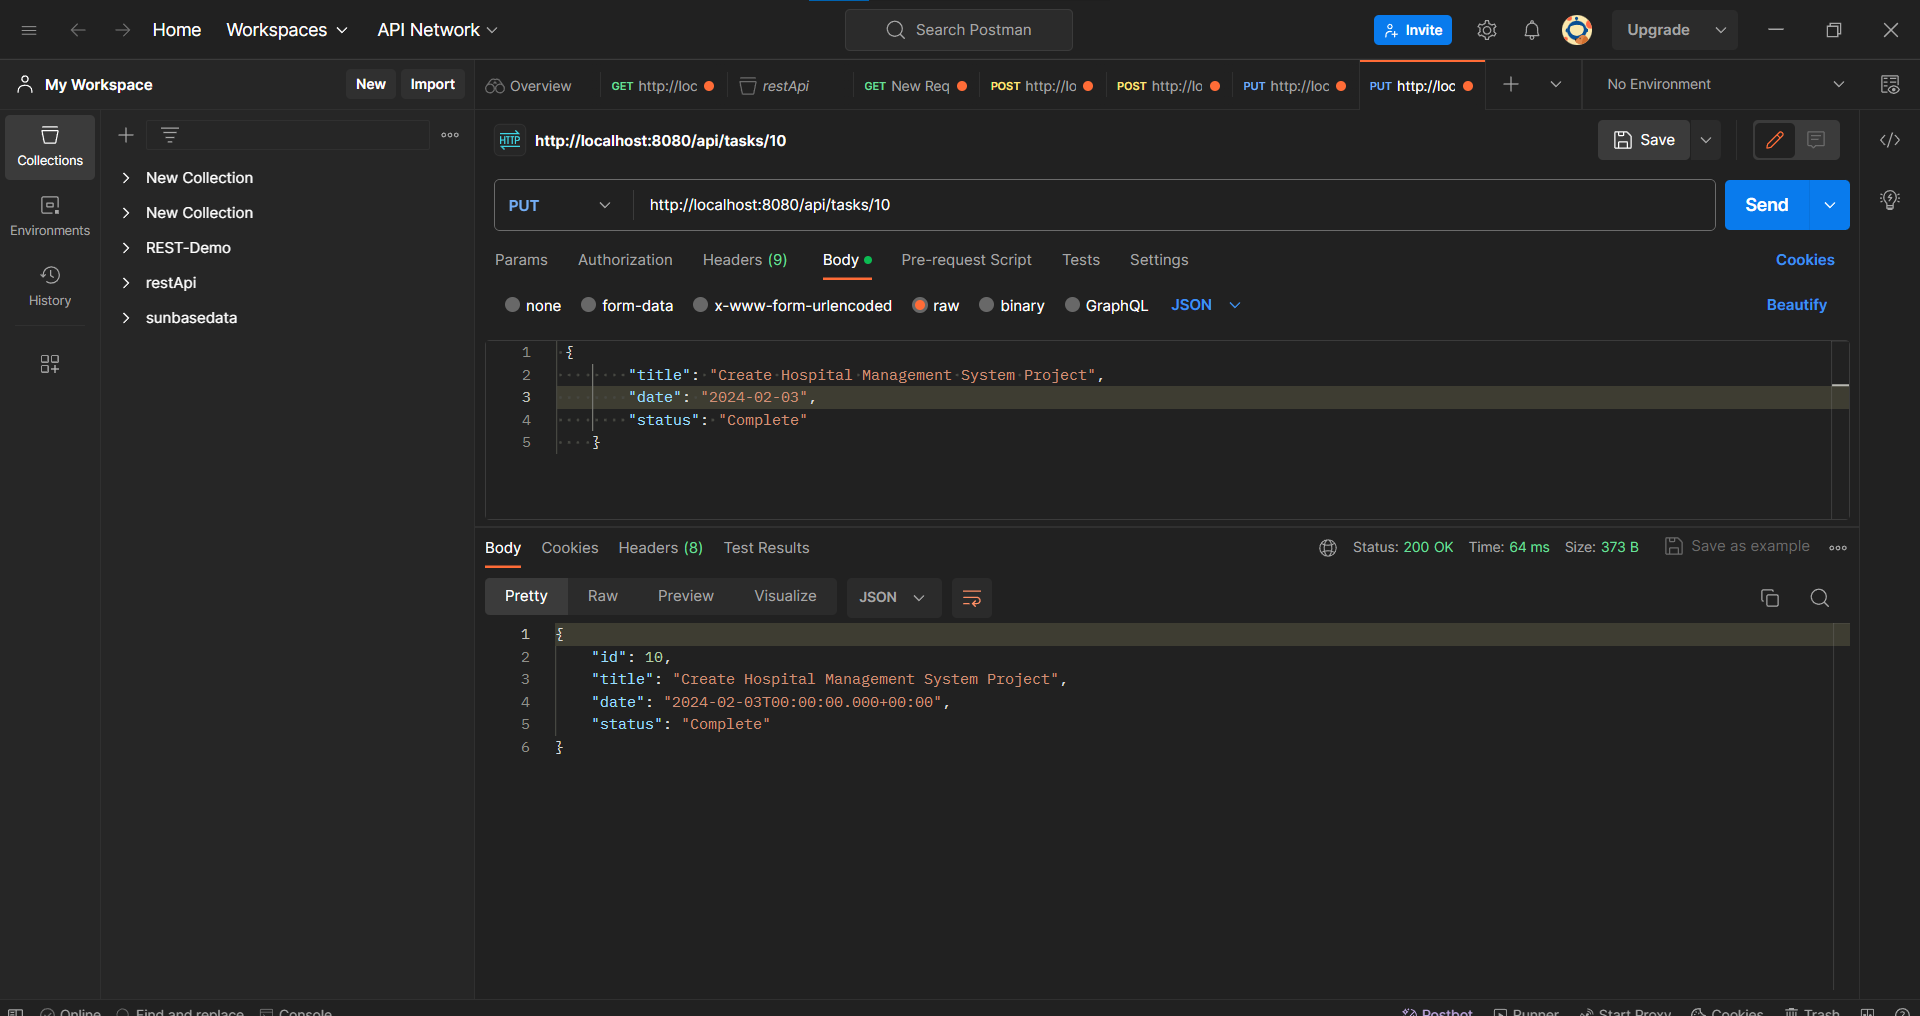 Home Workspaces API Network Search Postman Invite Upgrade
My Workspace New Import
Overview GET http://loc restApi GET New Req POST http://lo POST http://lo PUT http://loc PUT http://loc No Environment
Collections
Environments
History
New Collection
New Collection
REST-Demo
restApi
sunbasedata
HTTP http://localhost:8080/api/tasks/10 Save
PUT http://localhost:8080/api/tasks/10 Send
Params Authorization Headers (9) Body Pre-request Script Tests Settings Cookies
none form-data x-www-form-urlencoded raw binary GraphQL JSON Beautify
1 {
2 "title": "Create Hospital Management System Project",
3 "date": "2024-02-03",
4 "status": "Complete"
5 }
Body Cookies Headers (8) Test Results Status: 200 OK Time: 64 ms Size: 373 B Save as example
Pretty Raw Preview Visualize JSON
1 {
2 "id": 10,
3 "title": "Create Hospital Management System Project",
4 "date": "2024-02-03T00:00:00.000+00:00",
5 "status": "Complete"
6 }
Online Find and replace Console Postbot Runner Start Proxy Cookies Trash